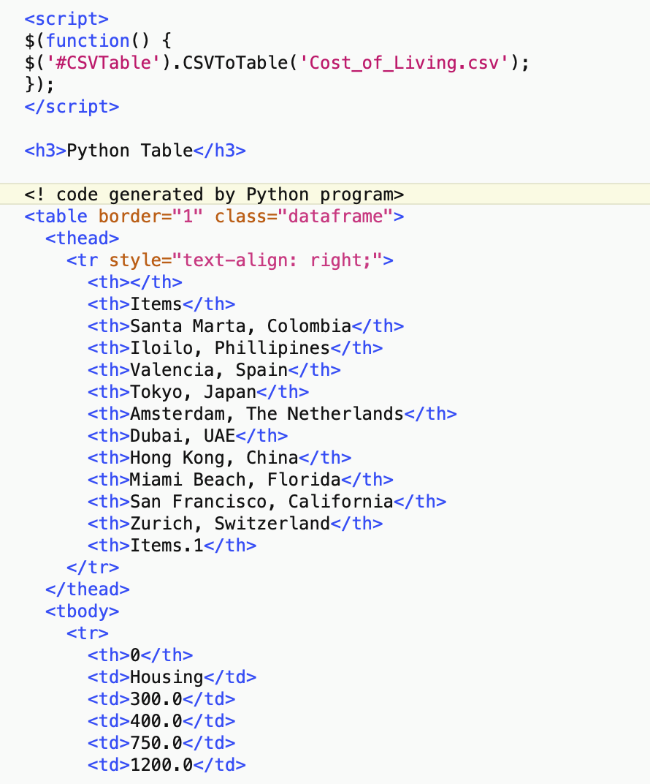 <script>
$(function() {
$('#CSVTable').CSVToTable('Cost_of_Living.csv');
});
</script>
<h3>Python Table</h3>
<! code generated by Python program>
<table border="1" class="dataframe">
<thead>
<tr style="text-align: right;">
<th></th>
<th>Items</th>
<th>Santa Marta, Colombia</th>
<th>Iloilo, Phillipines</th>
<th>Valencia, Spain</th>
<th>Tokyo, Japan</th>
<th>Amsterdam, The Netherlands</th>
<th>Dubai, UAE</th>
<th>Hong Kong, China</th>
<th>Miami Beach, Florida</th>
<th>San Francisco, California</th>
<th>Zurich, Switzerland</th>
<th>Items.1</th>
</tr>
</thead>
<tbody>
<tr>
<th>0</th>
<td>Housing</td>
<td>300.0</td>
<td>400.0</td>
<td>750.0</td>
<td>1200.0</td>